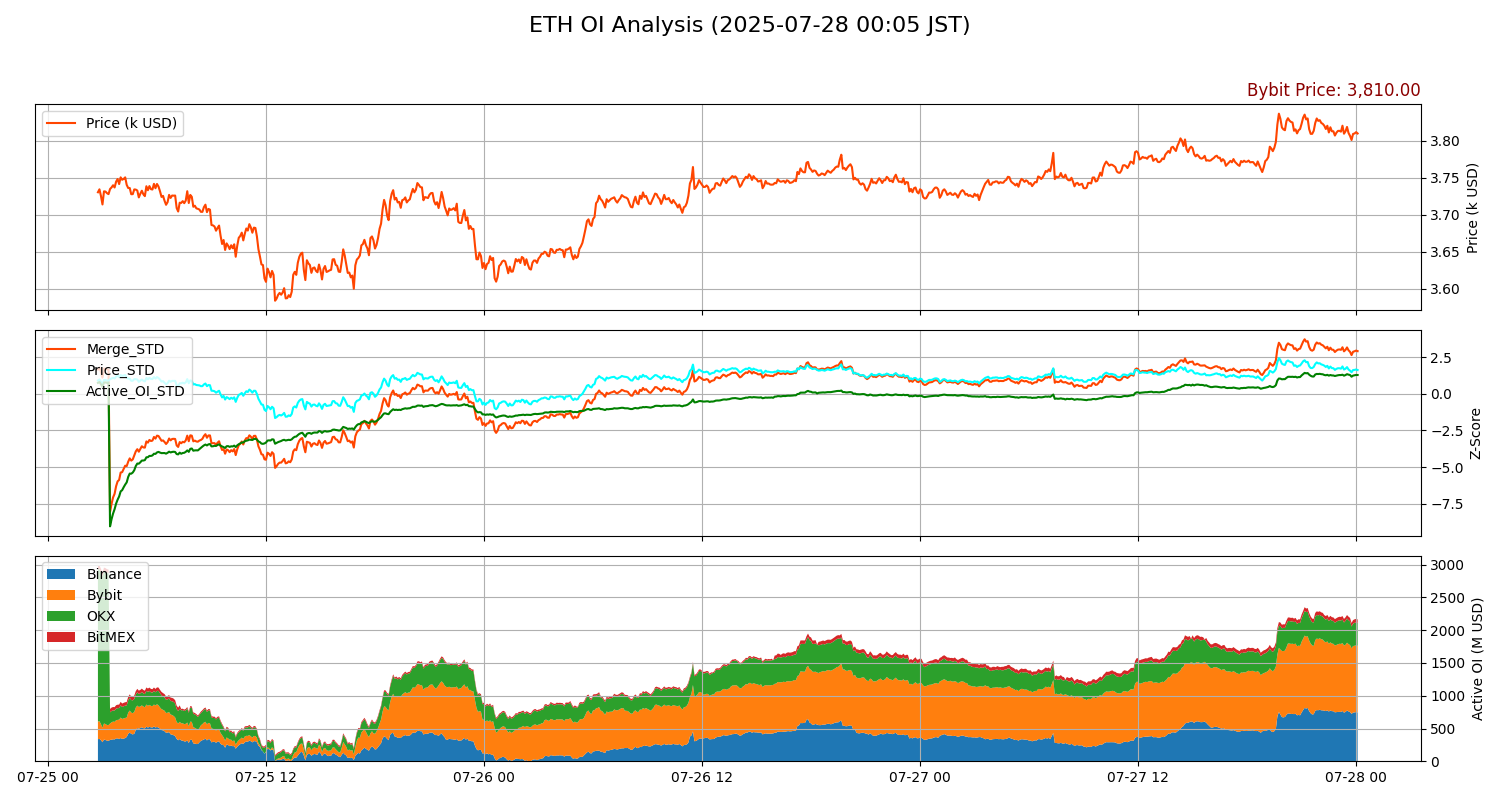 ETH OI Analysis (2025-07-28 00:05 JST)
Bybit Price: 3,810.00
Price (k USD)
3.80
3.75
3.70
3.65
3.60
Price (k USD)
Merge_STD
Price_STD
Active_OI_STD
2.5
0.0
−2.5
−5.0
−7.5
Z-Score
Binance
Bybit
OKX
BitMEX
3000
2500
2000
1500
1000
500
0
Active OI (M USD)
07-25 00
07-25 12
07-26 00
07-26 12
07-27 00
07-27 12
07-28 00